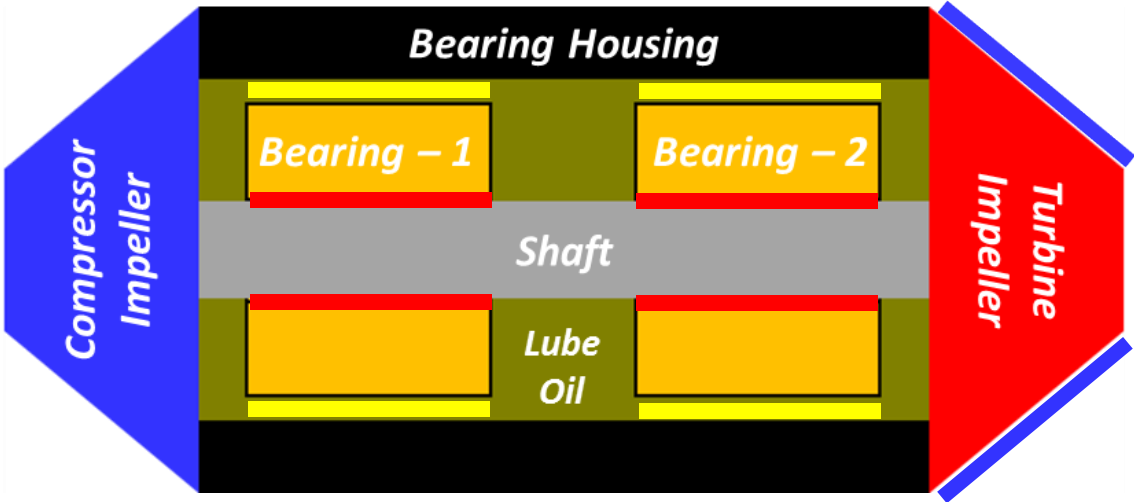 Bearing Housing
Bearing – 1
Bearing – 2
Compressor
Impeller
Shaft
Turbine
Impeller
Lube
Oil